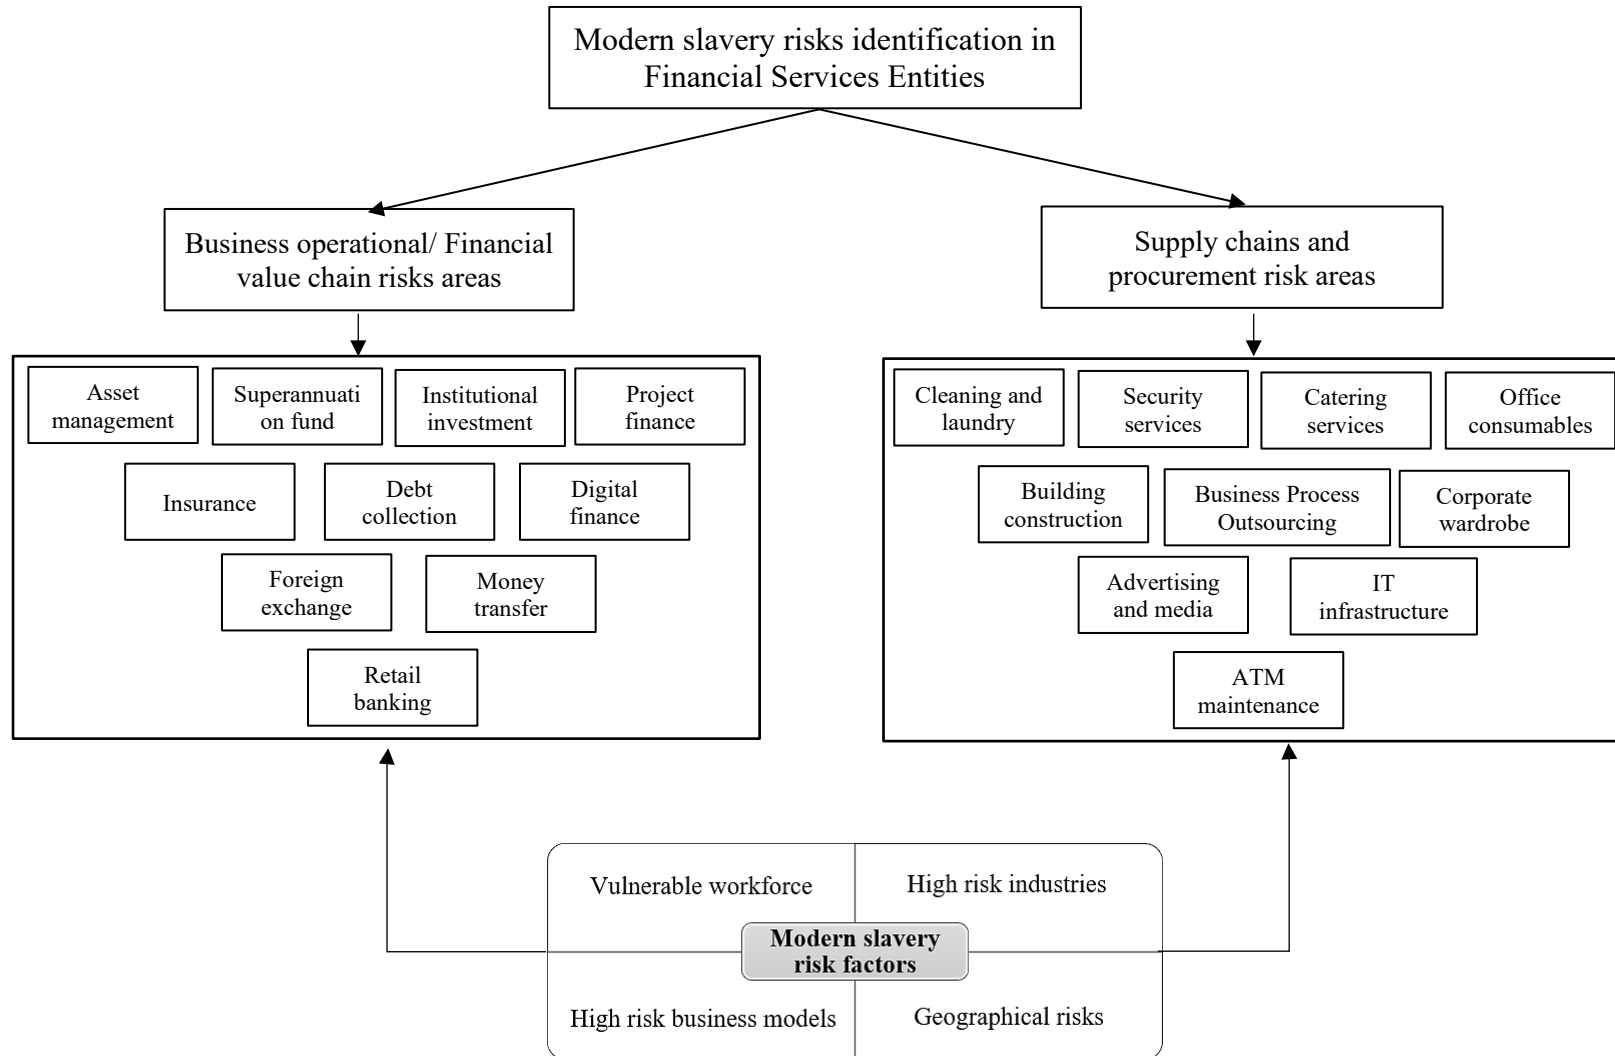 Modern slavery risks identification in
Financial Services Entities
Business operational/ Financial
value chain risks areas
Supply chains and
procurement risk areas
Asset
management
Superannuati
on fund
Institutional
investment
Project
finance
Insurance
Debt
collection
Digital
finance
Foreign
exchange
Money
transfer
Retail
banking
Cleaning and
laundry
Security
services
Catering
services
Office
consumables
Building
construction
Business Process
Outsourcing
Corporate
wardrobe
Advertising
and media
IT
infrastructure
ATM
maintenance
Vulnerable workforce
High risk industries
Modern slavery
risk factors
High risk business models
Geographical risks